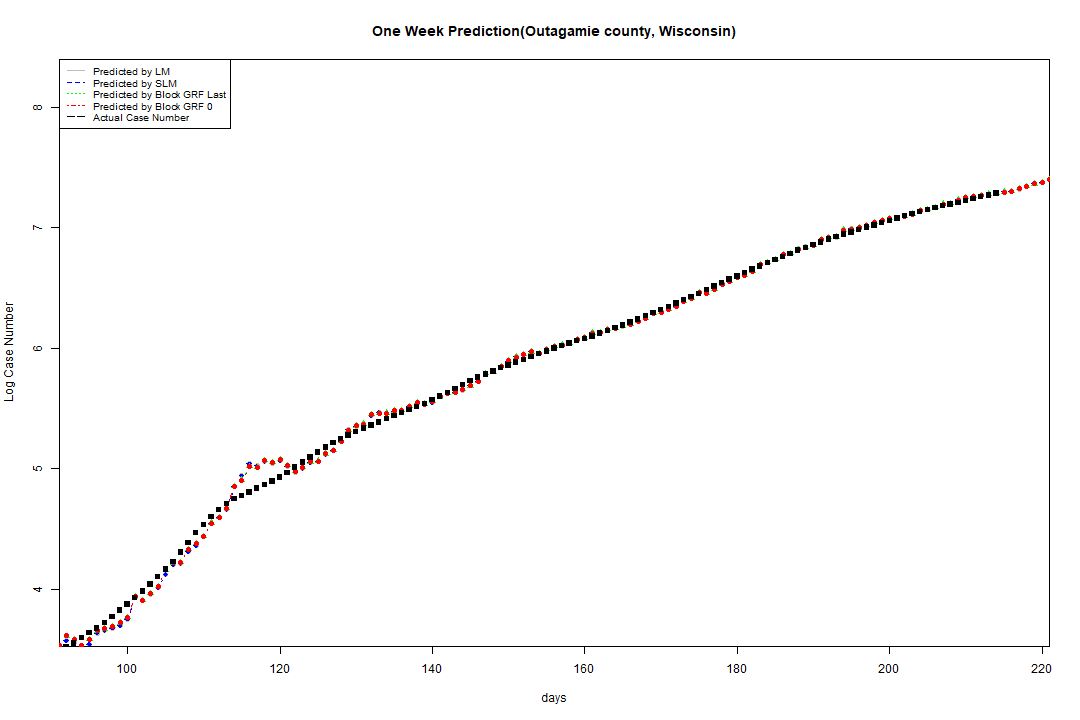 One Week Prediction(Outagamie county, Wisconsin)
Predicted by LM
Predicted by SLM
Predicted by Block GRF Last
Predicted by Block GRF 0
Actual Case Number
8
7
6
5
4
Log Case Number
100 120 140 160 180 200 220
days